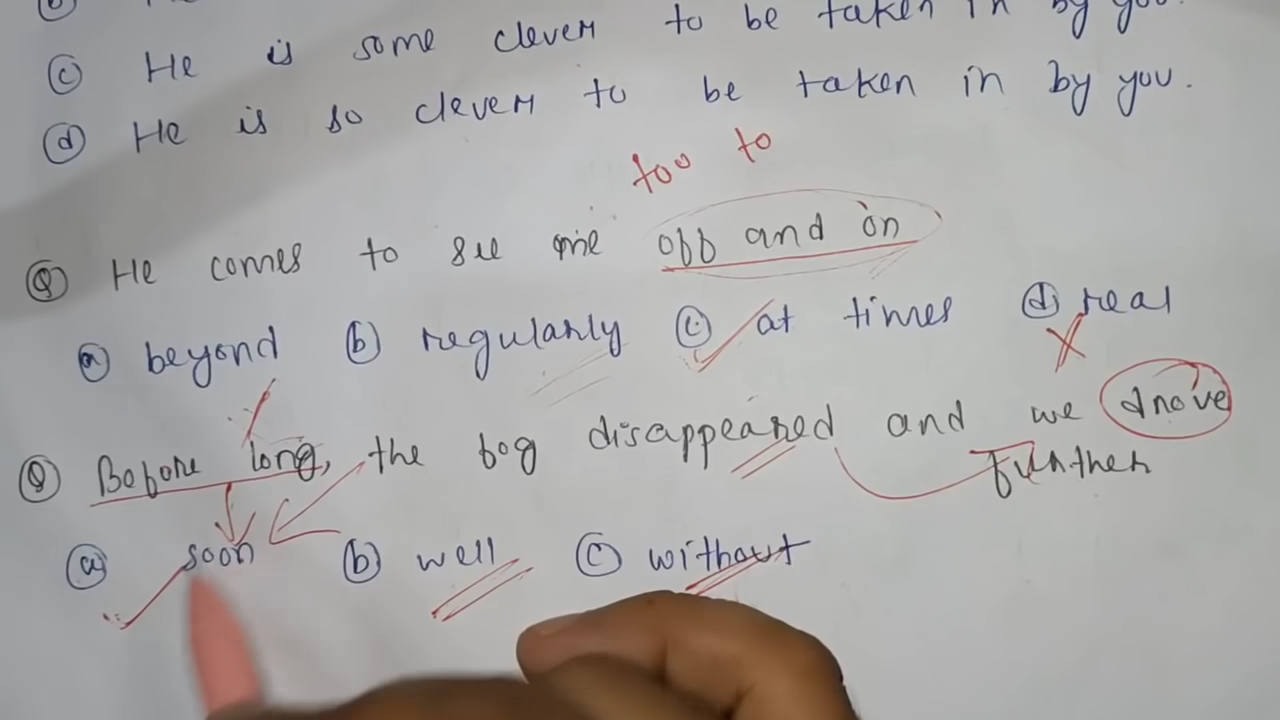 ⓒ He is some clever to be taken in by you.
ⓓ He is so clever to be taken in by you.
too to
Ⓠ He comes to see me off and on
ⓐ beyond ⓑ regularly ⓒ at times ⓓ real
Ⓠ Before long, the fog disappeared and we drove
further
ⓐ soon ⓑ well ⓒ without